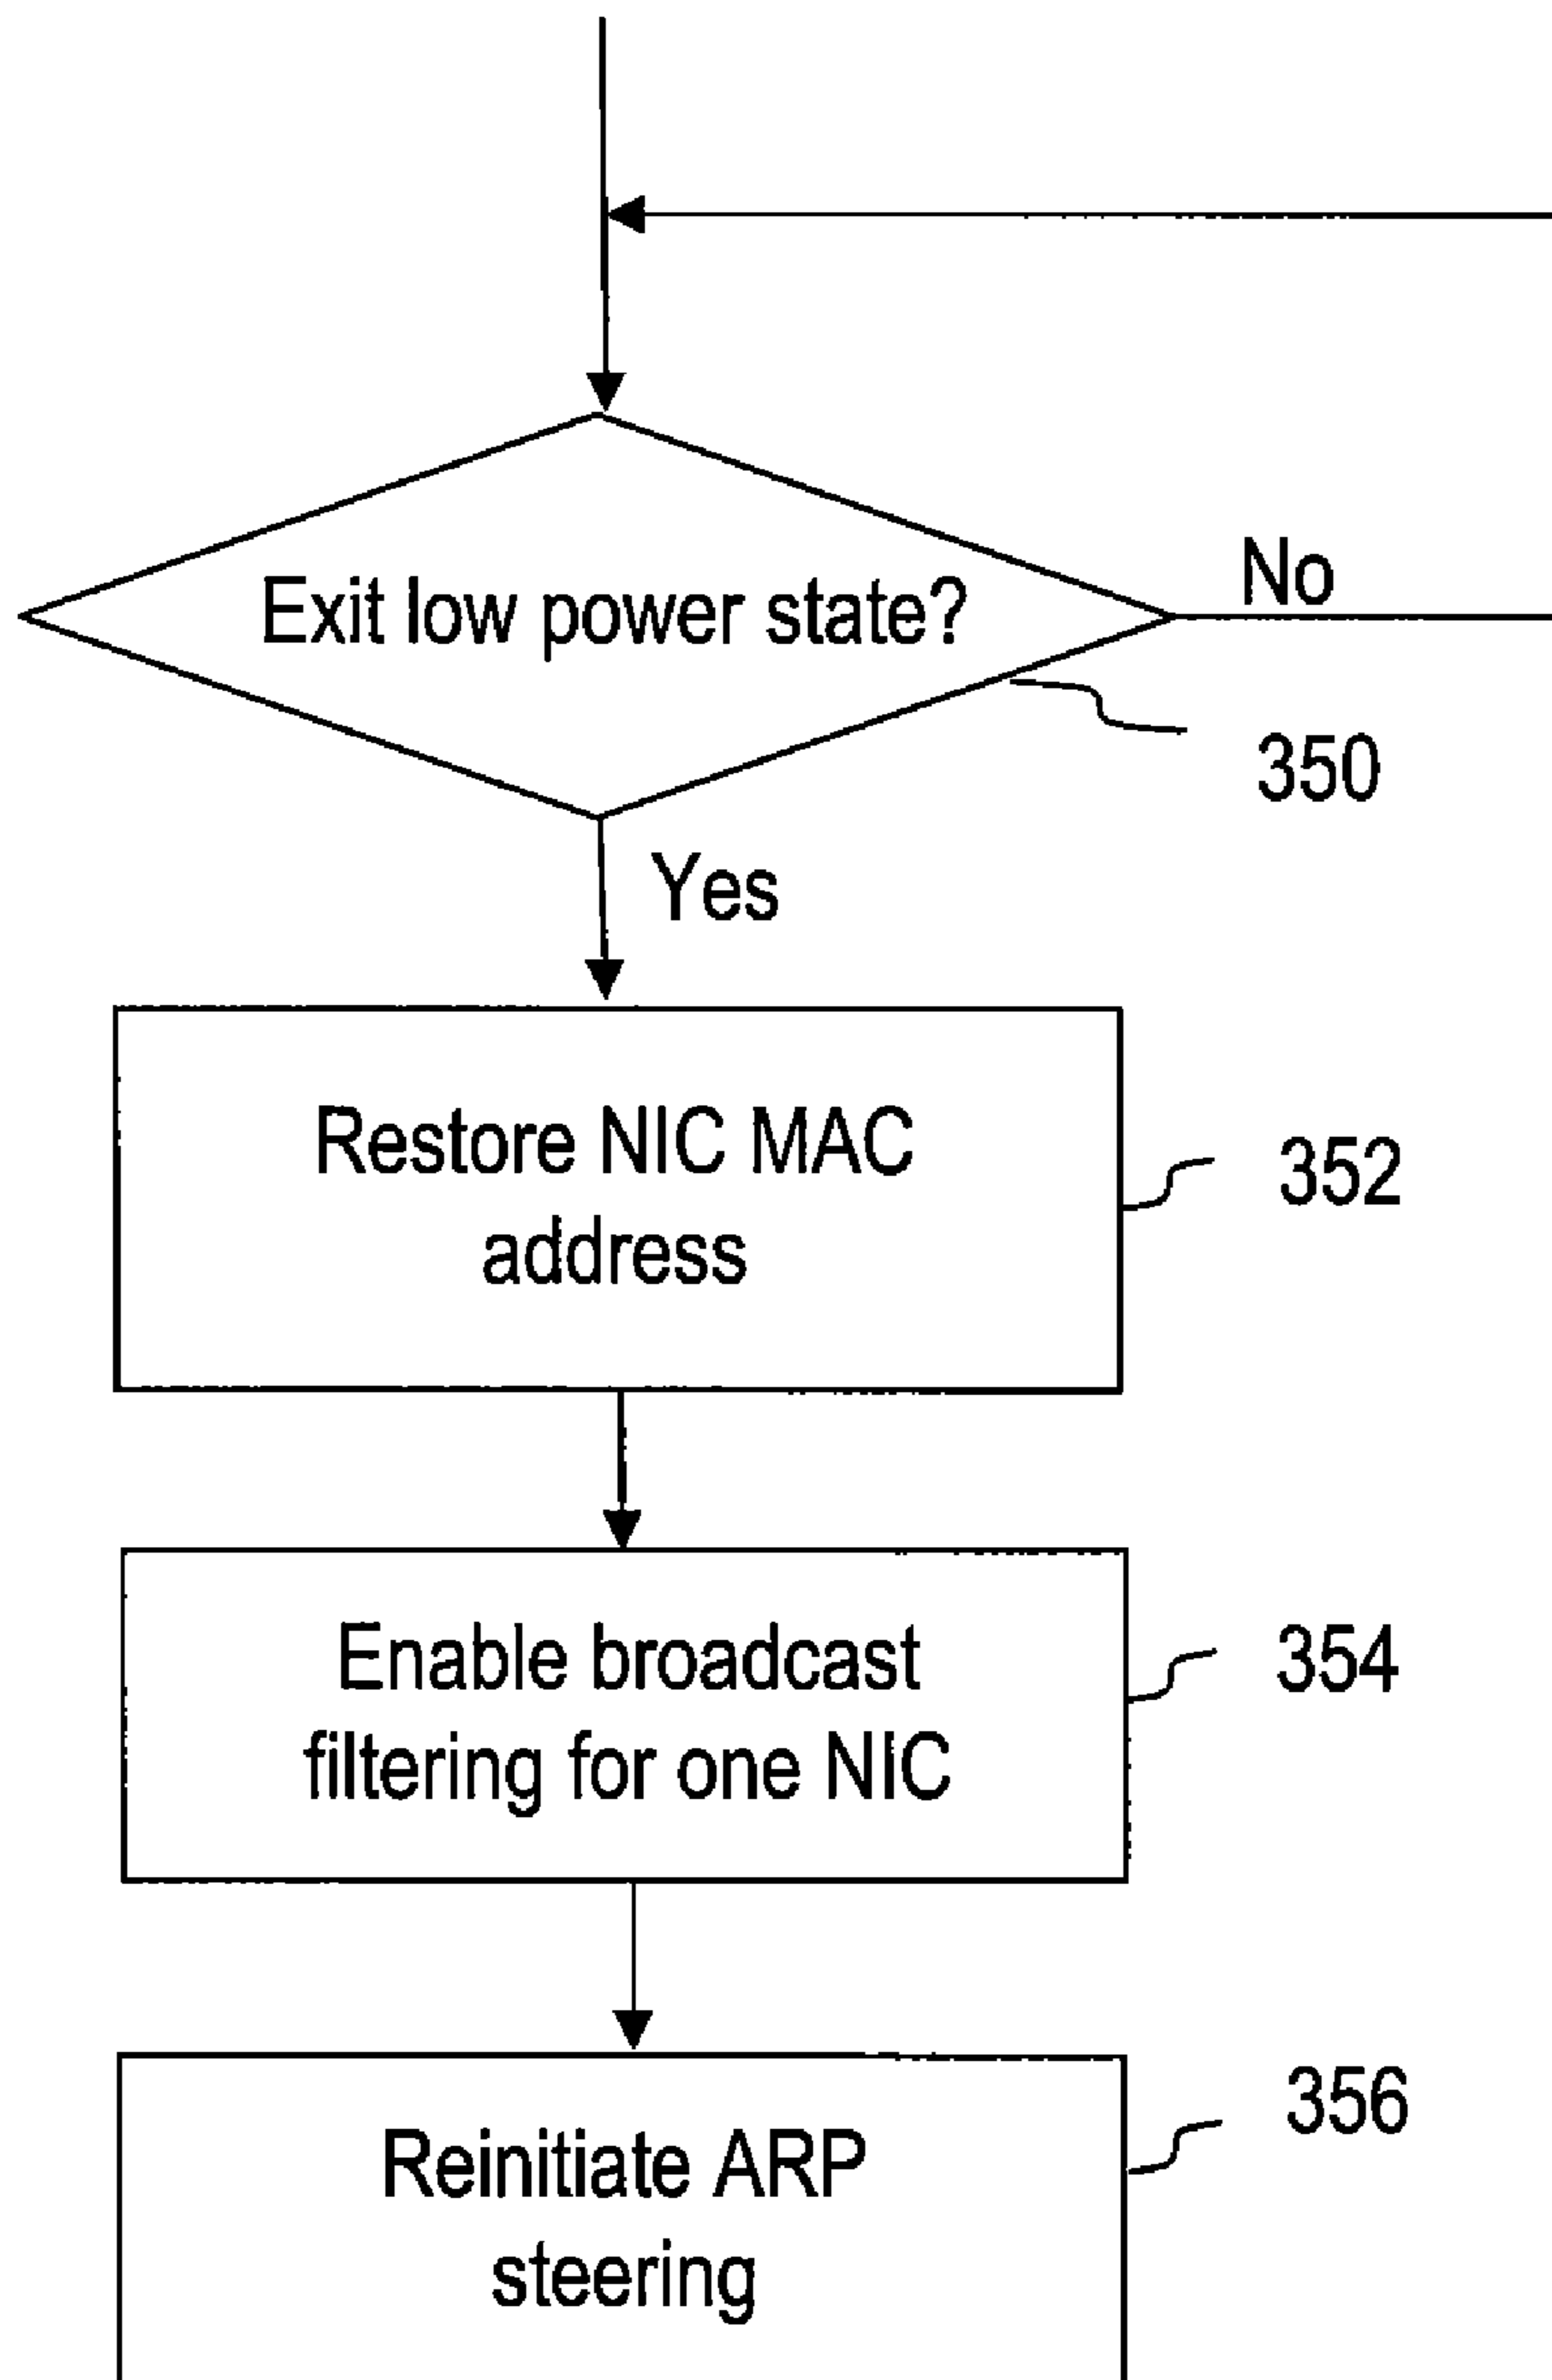 Exit low power state?
No
350
Yes
Restore NIC MAC
address
352
Enable broadcast
filtering for one NIC
354
Reinitiate ARP
steering
356